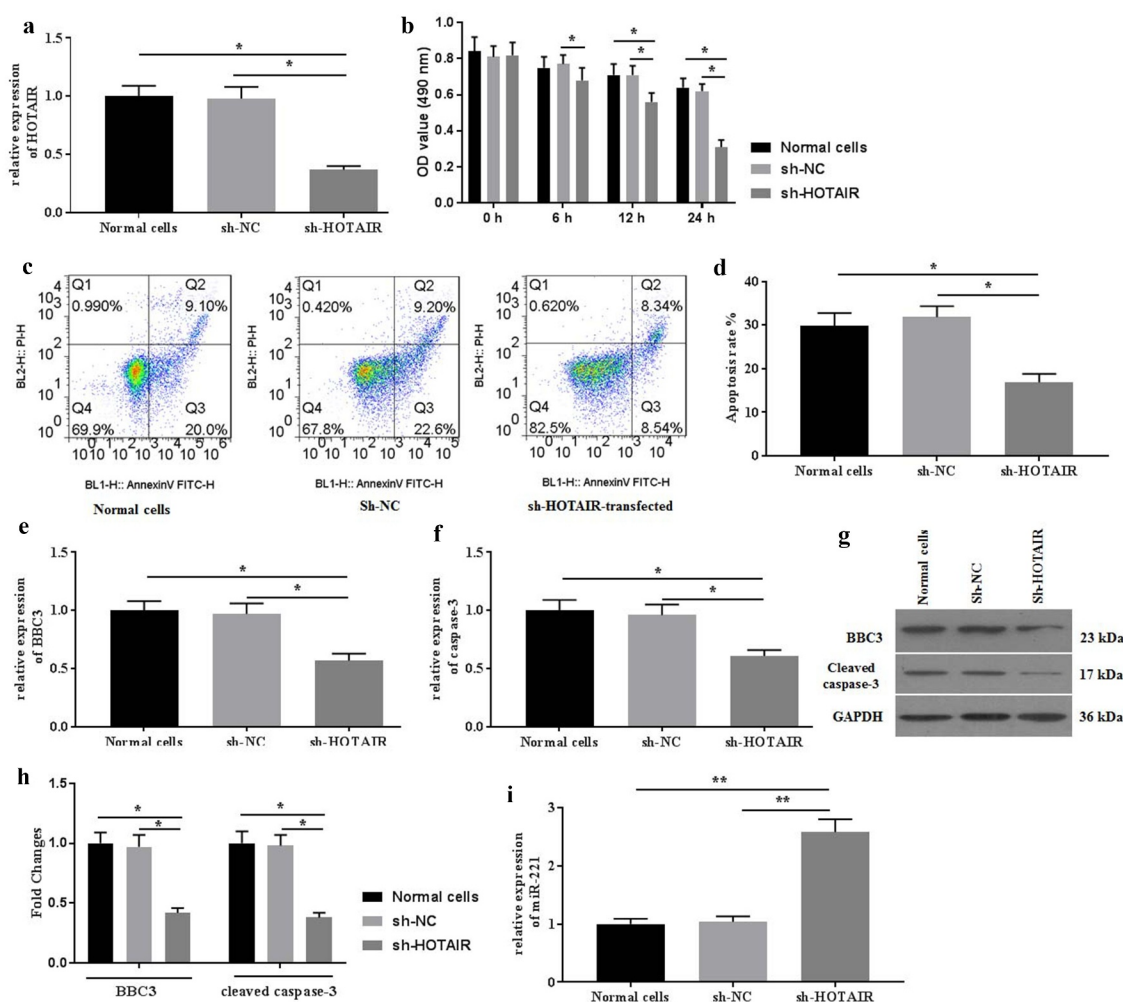 a
relative expression
of HOTAIR
1.5
1.0
0.5
0.0
*
*
Normal cells
sh-NC
sh-HOTAIR
b
OD value (490 nm)
1.0
0.8
0.6
0.4
0.2
0.0
*
*
*
*
*
0 h
6 h
12 h
24 h
Normal cells
sh-NC
sh-HOTAIR
c
Q1
0.990%
Q2
9.10%
Q4
69.9%
Q3
20.0%
BL2-H:: PI-H
BL1-H:: AnnexinV FITC-H
Normal cells
Q1
0.420%
Q2
9.20%
Q4
67.8%
Q3
22.6%
BL2-H:: PI-H
BL1-H:: AnnexinV FITC-H
Sh-NC
Q1
0.620%
Q2
8.34%
Q4
82.5%
Q3
8.54%
BL2-H:: PI-H
BL1-H:: AnnexinV FITC-H
sh-HOTAIR-transfected
d
Apoptosis rate %
40
30
20
10
0
*
*
Normal cells
sh-NC
sh-HOTAIR
e
relative expression
of BBC3
1.5
1.0
0.5
0.0
*
*
Normal cells
sh-NC
sh-HOTAIR
f
relative expression
of caspase-3
1.5
1.0
0.5
0.0
*
*
Normal cells
sh-NC
sh-HOTAIR
g
Normal cells
Sh-NC
Sh-HOTAIR
BBC3
23 kDa
Cleaved
caspase-3
17 kDa
GAPDH
36 kDa
h
Fold Changes
1.5
1.0
0.5
0.0
*
*
*
*
BBC3
cleaved caspase-3
Normal cells
sh-NC
sh-HOTAIR
i
relative expression
of miR-221
3
2
1
0
**
**
Normal cells
sh-NC
sh-HOTAIR